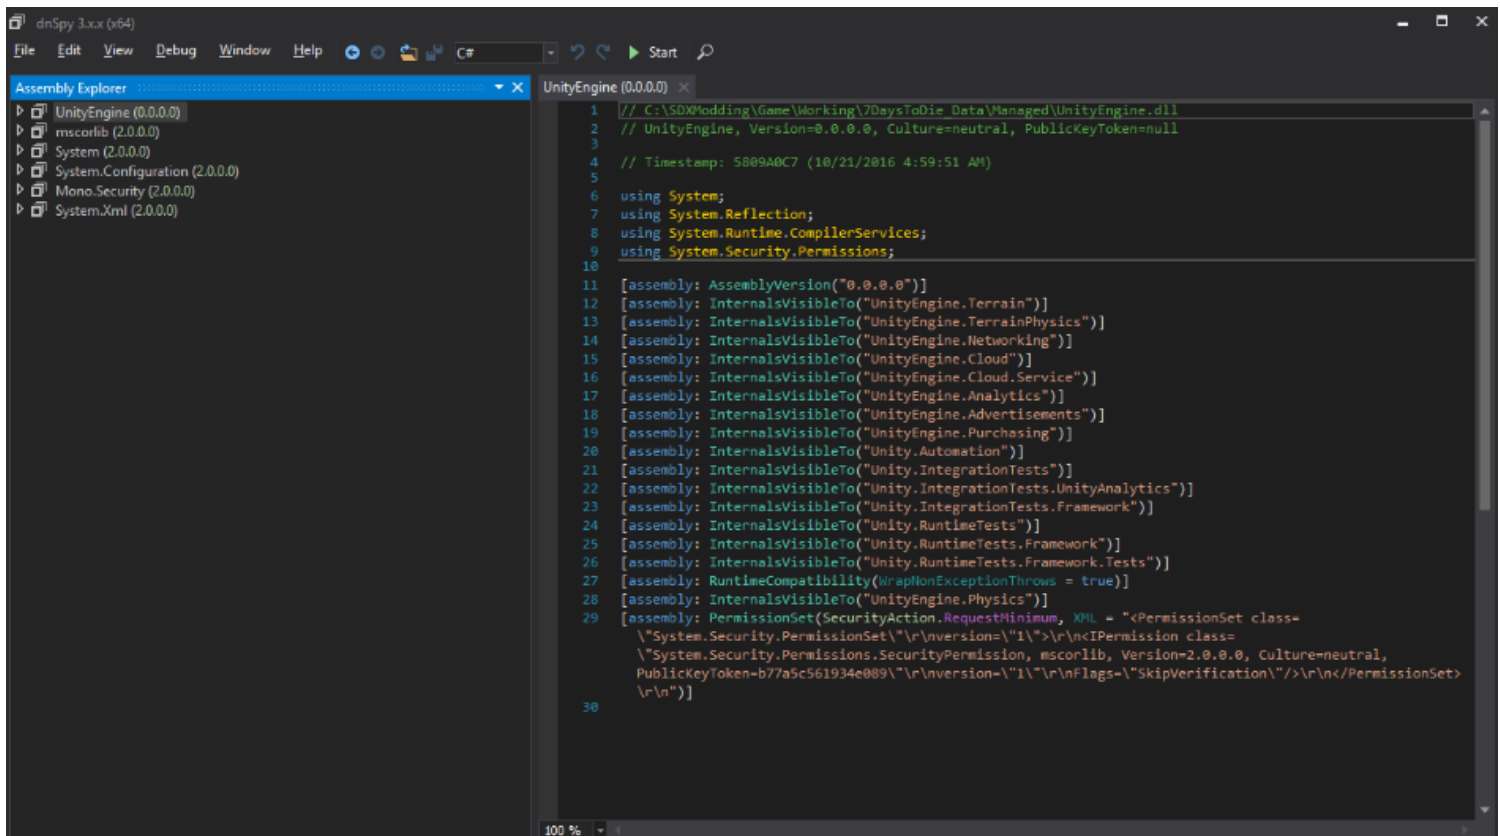 dnSpy 3.x.x (x64)
File Edit View Debug Window Help C# Start
Assembly Explorer
UnityEngine (0.0.0.0)
mscorlib (2.0.0.0)
System (2.0.0.0)
System.Configuration (2.0.0.0)
Mono.Security (2.0.0.0)
System.Xml (2.0.0.0)
UnityEngine (0.0.0.0)
1 // C:\SDXModding\Game\Working\7DaysToDie_Data\Managed\UnityEngine.dll
2 // UnityEngine, Version=0.0.0.0, Culture=neutral, PublicKeyToken=null
3
4 // Timestamp: 5809A0C7 (10/21/2016 4:59:51 AM)
5
6 using System;
7 using System.Reflection;
8 using System.Runtime.CompilerServices;
9 using System.Security.Permissions;
10
11 [assembly: AssemblyVersion("0.0.0.0")]
12 [assembly: InternalsVisibleTo("UnityEngine.Terrain")]
13 [assembly: InternalsVisibleTo("UnityEngine.TerrainPhysics")]
14 [assembly: InternalsVisibleTo("UnityEngine.Networking")]
15 [assembly: InternalsVisibleTo("UnityEngine.Cloud")]
16 [assembly: InternalsVisibleTo("UnityEngine.Cloud.Service")]
17 [assembly: InternalsVisibleTo("UnityEngine.Analytics")]
18 [assembly: InternalsVisibleTo("UnityEngine.Advertisements")]
19 [assembly: InternalsVisibleTo("UnityEngine.Purchasing")]
20 [assembly: InternalsVisibleTo("Unity.Automation")]
21 [assembly: InternalsVisibleTo("Unity.IntegrationTests")]
22 [assembly: InternalsVisibleTo("Unity.IntegrationTests.UnityAnalytics")]
23 [assembly: InternalsVisibleTo("Unity.IntegrationTests.Framework")]
24 [assembly: InternalsVisibleTo("Unity.RuntimeTests")]
25 [assembly: InternalsVisibleTo("Unity.RuntimeTests.Framework")]
26 [assembly: InternalsVisibleTo("Unity.RuntimeTests.Framework.Tests")]
27 [assembly: RuntimeCompatibility(WrapNonExceptionThrows = true)]
28 [assembly: InternalsVisibleTo("UnityEngine.Physics")]
29 [assembly: PermissionSet(SecurityAction.RequestMinimum, XML = "<PermissionSet class=
\"System.Security.PermissionSet\"\r\nversion=\"1\">\r\n<IPermission class=
\"System.Security.Permissions.SecurityPermission, mscorlib, Version=2.0.0.0, Culture=neutral,
PublicKeyToken=b77a5c561934e089\"\r\nversion=\"1\"\r\nFlags=\"SkipVerification\"/>\r\n</PermissionSet>
\r\n")]
30
100 %